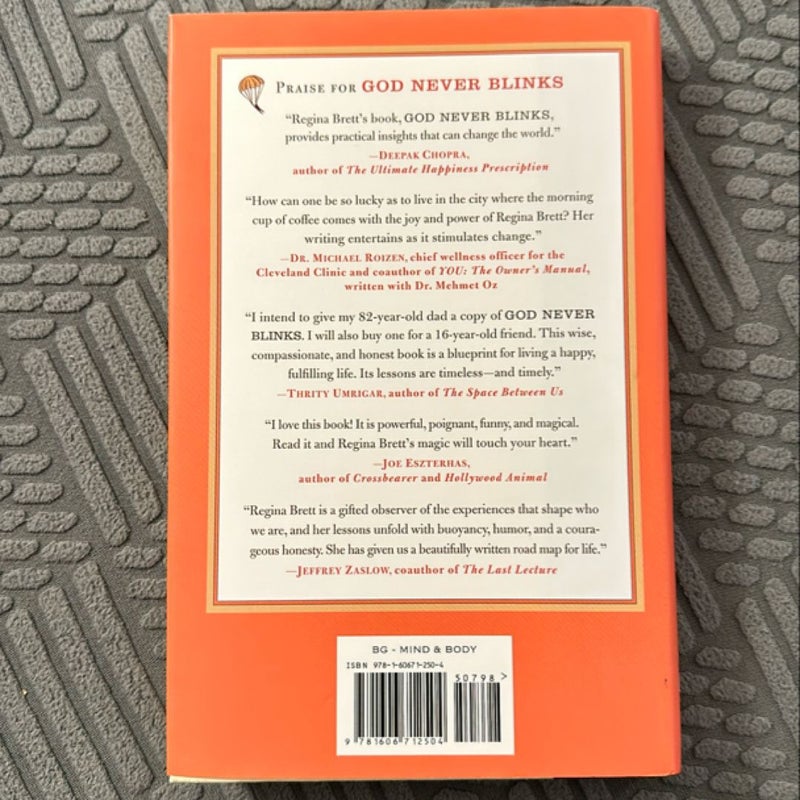 PRAISE FOR GOD NEVER BLINKS
“Regina Brett’s book, GOD NEVER BLINKS,
provides practical insights that can change the world.”
—DEEPAK CHOPRA,
author of The Ultimate Happiness Prescription
“How can one be so lucky as to live in the city where the morning
cup of coffee comes with the joy and power of Regina Brett? Her
writing entertains as it stimulates change.”
—DR. MICHAEL ROIZEN, chief wellness officer for the
Cleveland Clinic and coauthor of YOU: The Owner’s Manual,
written with Dr. Mehmet Oz
“I intend to give my 82-year-old dad a copy of GOD NEVER
BLINKS. I will also buy one for a 16-year-old friend. This wise,
compassionate, and honest book is a blueprint for living a happy,
fulfilling life. Its lessons are timeless—and timely.”
—THRITY UMRIGAR, author of The Space Between Us
“I love this book! It is powerful, poignant, funny, and magical.
Read it and Regina Brett’s magic will touch your heart.”
—JOE ESZTERHAS,
author of Crossbearer and Hollywood Animal
“Regina Brett is a gifted observer of the experiences that shape who
we are, and her lessons unfold with buoyancy, humor, and a coura-
geous honesty. She has given us a beautifully written road map for life.”
—JEFFREY ZASLOW, coauthor of The Last Lecture
BG - MIND & BODY
ISBN 978-1-60671-250-4
50798 >
9 781606 712504